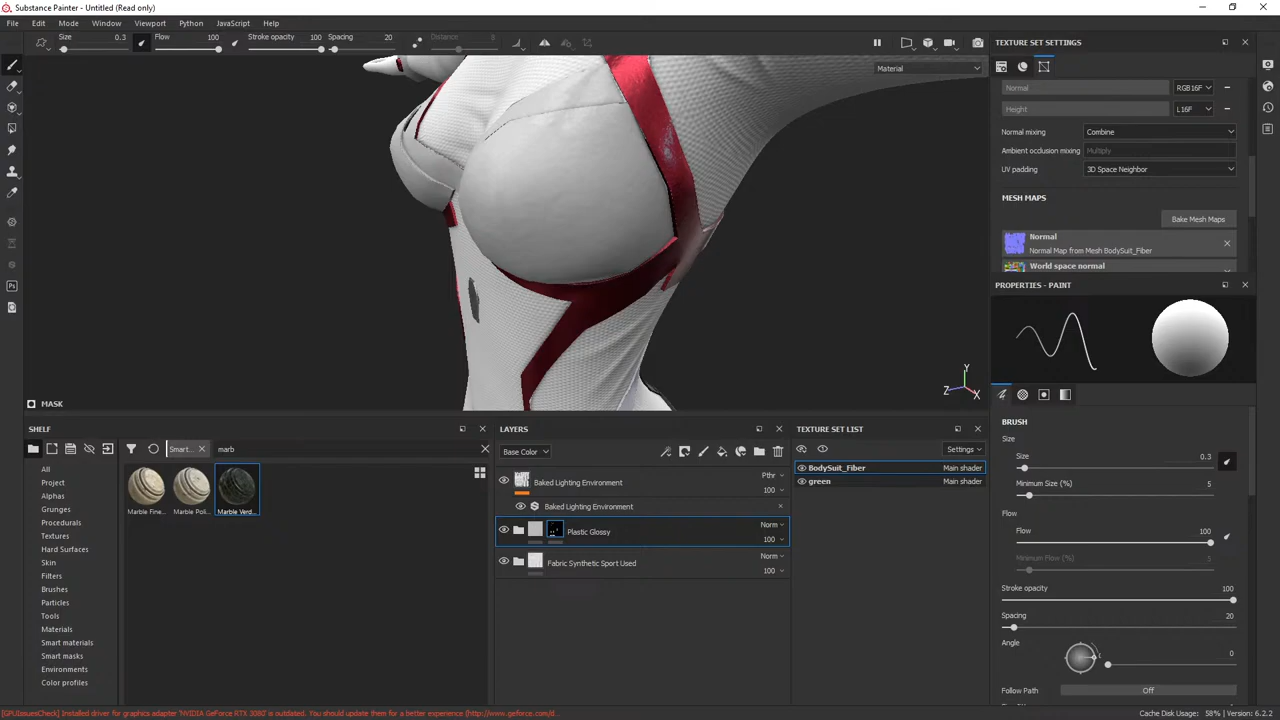 Substance Painter - Untitled (Read only)
File Edit Mode Window Viewport Python JavaScript Help
Size 0.3 Flow 100 Stroke opacity 100 Spacing 20 Distance 8
Material
MASK
TEXTURE SET SETTINGS
Normal RGB16F
Height L16F
Normal mixing Combine
Ambient occlusion mixing Multiply
UV padding 3D Space Neighbor
MESH MAPS
Bake Mesh Maps
Normal
Normal Map from Mesh BodySuit_Fiber
World space normal
PROPERTIES - PAINT
BRUSH
Size
Size 0.3
Minimum Size (%) 5
Flow
Flow 100
Minimum Flow (%) 5
Stroke opacity 100
Spacing 20
Angle 0
Follow Path Off
Y
Z X
SHELF
Smart... marb
All
Project
Alphas
Grunges
Procedurals
Textures
Hard Surfaces
Skin
Filters
Brushes
Particles
Tools
Materials
Smart materials
Smart masks
Environments
Color profiles
Marble Fine... Marble Poli... Marble Verd...
LAYERS
Base Color
Baked Lighting Environment Pthr 100
Baked Lighting Environment
Plastic Glossy Norm 100
Fabric Synthetic Sport Used Norm 100
TEXTURE SET LIST
Settings
BodySuit_Fiber Main shader
green Main shader
[GPUIssuesCheck] Installed driver for graphics adapter 'NVIDIA GeForce RTX 3080' is outdated. You should update them for a better experience (http://www.geforce.com/d...
Cache Disk Usage: 58% | Version: 6.2.2